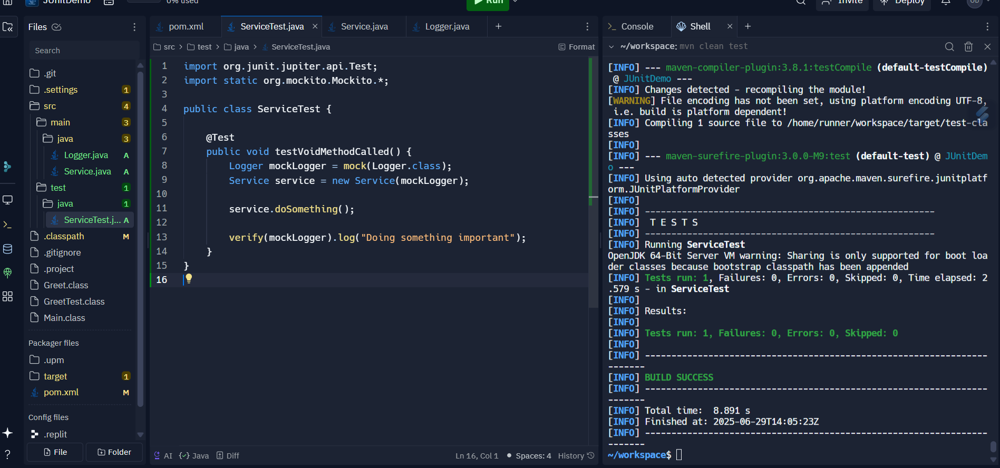 JUnitDemo
0% used
Run
Invite
Deploy
Files
Search
.git
.settings 1
src 4
main 3
java 3
Logger.java A
Service.java A
test 1
java 1
ServiceTest.j... A
.classpath M
.gitignore
.project
Greet.class
GreetTest.class
Main.class
Packager files
.upm
target 1
pom.xml M
Config files
.replit
File
Folder
pom.xml
ServiceTest.java
Service.java
Logger.java
src > test > java > ServiceTest.java
Format
1 import org.junit.jupiter.api.Test;
2 import static org.mockito.Mockito.*;
3
4 public class ServiceTest {
5
6 @Test
7 public void testVoidMethodCalled() {
8 Logger mockLogger = mock(Logger.class);
9 Service service = new Service(mockLogger);
10
11 service.doSomething();
12
13 verify(mockLogger).log("Doing something important");
14 }
15 }
16
AI
Java
Diff
Ln 16, Col 1
Spaces: 4
History
Console
Shell
~/workspace: mvn clean test
[INFO] --- maven-compiler-plugin:3.8.1:testCompile (default-testCompile)
@ JUnitDemo ---
[INFO] Changes detected - recompiling the module!
[WARNING] File encoding has not been set, using platform encoding UTF-8,
i.e. build is platform dependent!
[INFO] Compiling 1 source file to /home/runner/workspace/target/test-cla
sses
[INFO]
[INFO] --- maven-surefire-plugin:3.0.0-M9:test (default-test) @ JUnitDem
o ---
[INFO] Using auto detected provider org.apache.maven.surefire.junitplatf
orm.JUnitPlatformProvider
[INFO]
[INFO] -------------------------------------------------------
[INFO]  T E S T S
[INFO] -------------------------------------------------------
[INFO] Running ServiceTest
OpenJDK 64-Bit Server VM warning: Sharing is only supported for boot loa
der classes because bootstrap classpath has been appended
[INFO] Tests run: 1, Failures: 0, Errors: 0, Skipped: 0, Time elapsed: 2
.579 s - in ServiceTest
[INFO]
[INFO] Results:
[INFO]
[INFO] Tests run: 1, Failures: 0, Errors: 0, Skipped: 0
[INFO]
[INFO] -----------------------------------------------------------------
-------
[INFO] BUILD SUCCESS
[INFO] -----------------------------------------------------------------
-------
[INFO] Total time:  8.891 s
[INFO] Finished at: 2025-06-29T14:05:23Z
[INFO] -----------------------------------------------------------------
-------
~/workspace$